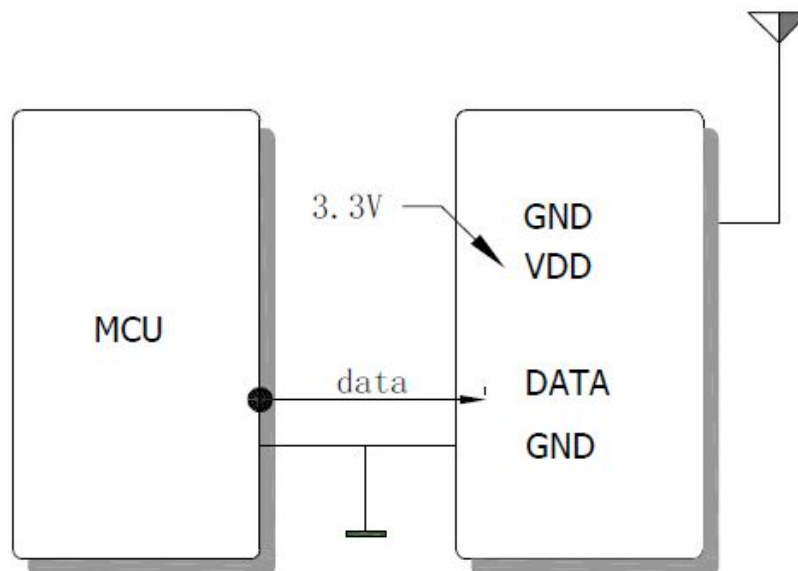 3.3V
GND
VDD
MCU
data
DATA
GND